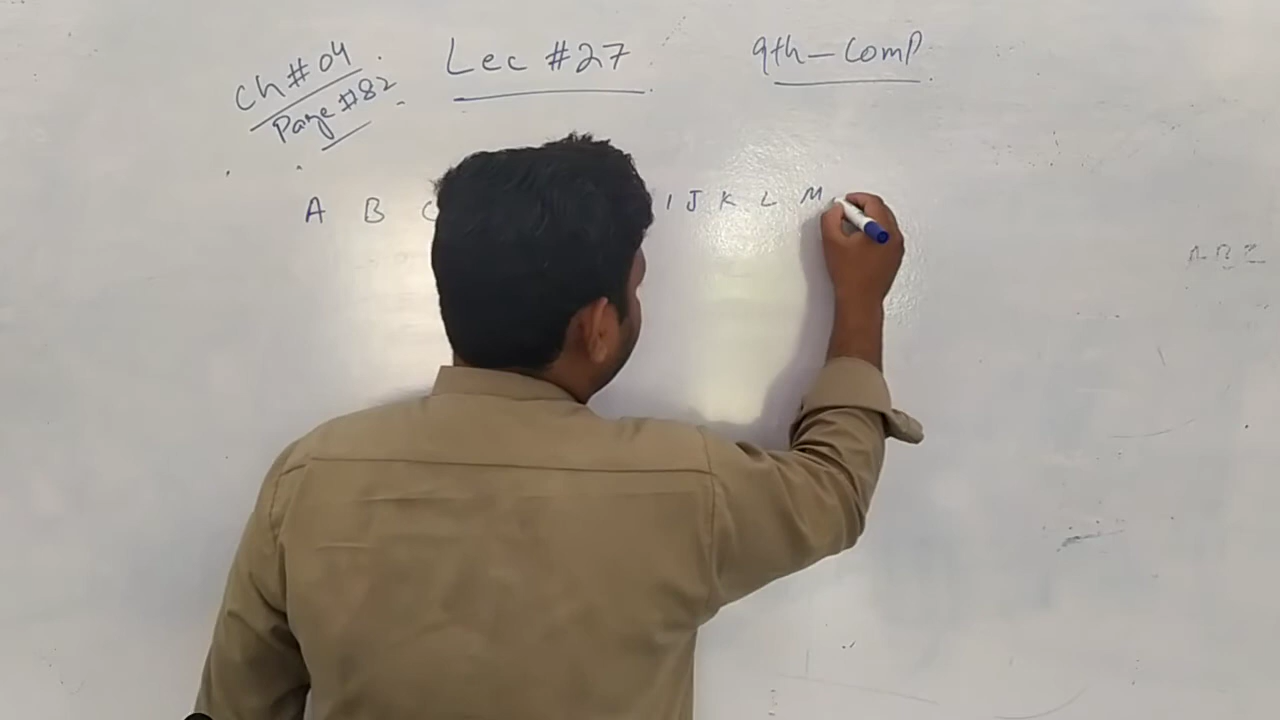 Ch # 04
Page # 82
Lec # 27
9th - Comp
A B C I J K L M
A B C